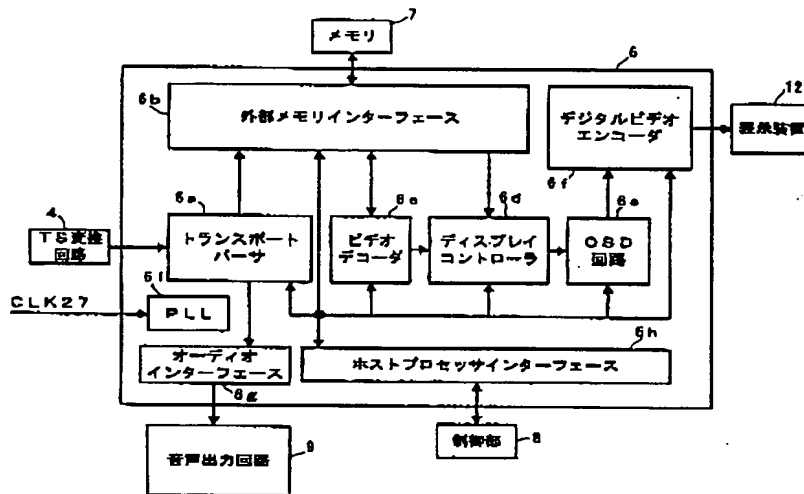 7
メモリ
6
6b
外部メモリインターフェース
デジタルビデオ
エンコーダ
6f
12
表示装置
6a
6c
6d
6e
4
TS変換
回路
トランスポート
パーサ
ビデオ
デコーダ
ディスプレイ
コントローラ
OSD
回路
6i
CLK27
PLL
6h
オーディオ
インターフェース
6g
ホストプロセッサインターフェース
音声出力回路
9
制御部
8